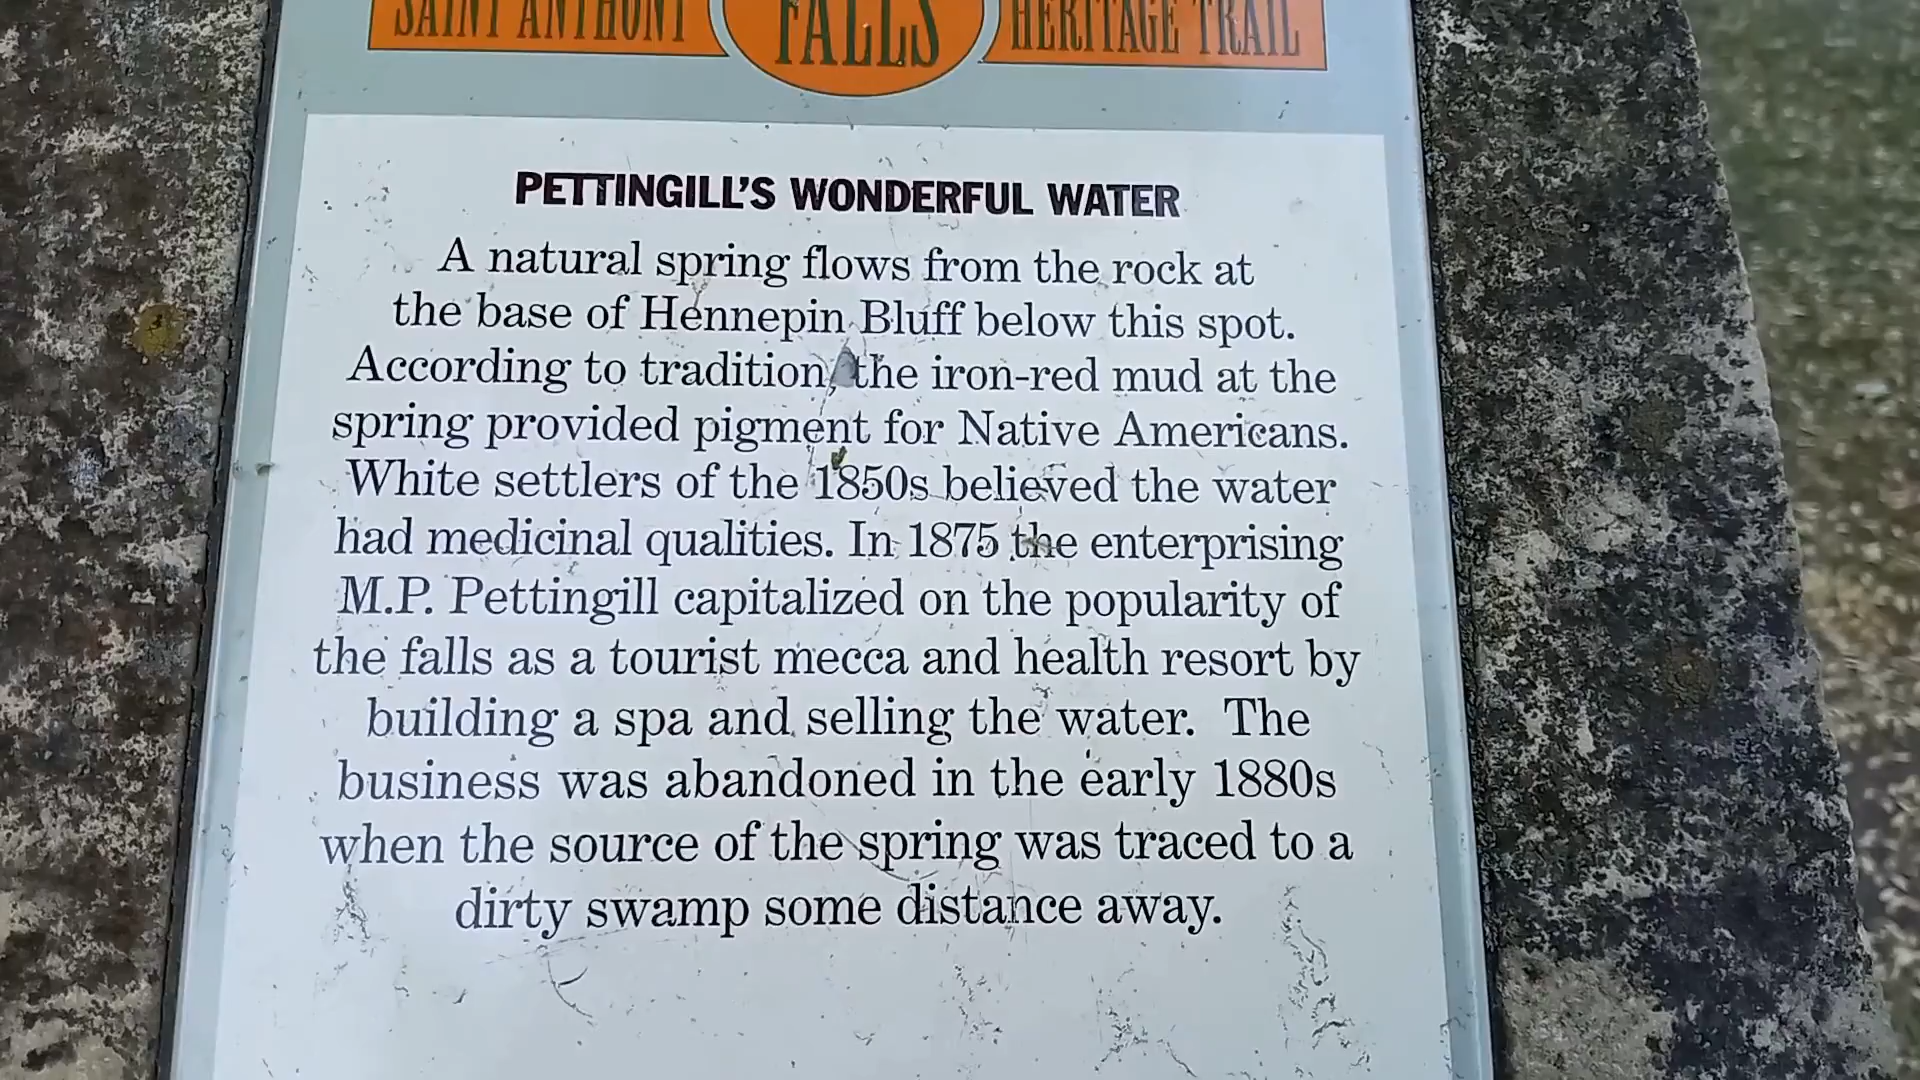 SAINT ANTHONY FALLS HERITAGE TRAIL
PETTINGILL'S WONDERFUL WATER
A natural spring flows from the rock at
the base of Hennepin Bluff below this spot.
According to tradition, the iron-red mud at the
spring provided pigment for Native Americans.
White settlers of the 1850s believed the water
had medicinal qualities. In 1875 the enterprising
M.P. Pettingill capitalized on the popularity of
the falls as a tourist mecca and health resort by
building a spa and selling the water. The
business was abandoned in the early 1880s
when the source of the spring was traced to a
dirty swamp some distance away.